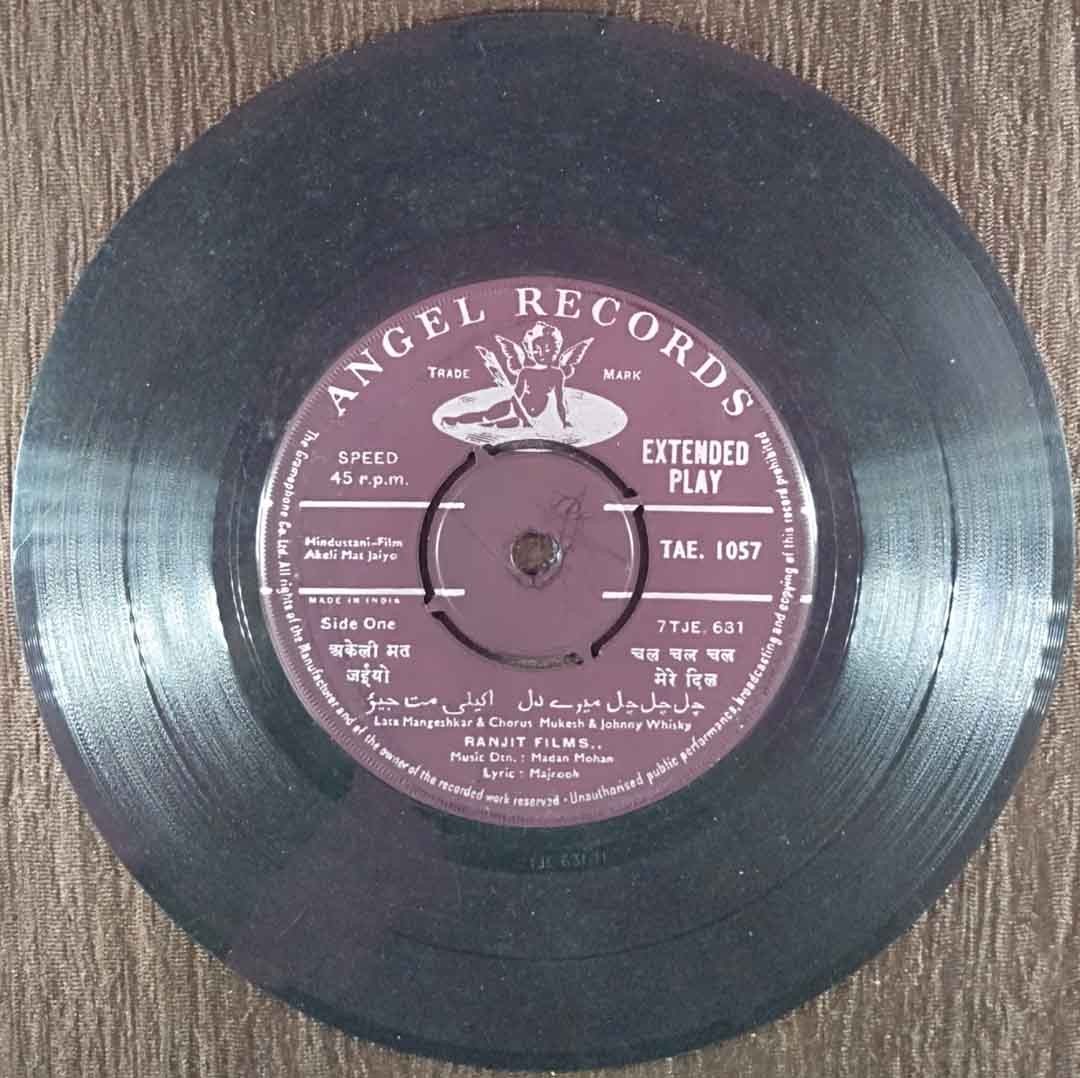 ANGEL RECORDS
TRADE MARK
SPEED
45 r.p.m.
EXTENDED
PLAY
Hindustani-Film
Akeli Mat Jaiyo
TAE. 1057
MADE IN INDIA
Side One
7TJE. 631
अकेली मत
जईयो
चल चल चल
मेरे दिल
اکیلی مت جیؤ
چل چل چل میرے دل
Lata Mangeshkar & Chorus Mukesh & Johnny Whisky
RANJIT FILMS..
Music Dtn. : Madan Mohan
Lyric : Majrooh
The Gramophone Co. Ltd. All rights of the Manufacturer and of the owner of the recorded work reserved · Unauthorised public performance, broadcasting and copying of this record prohibited